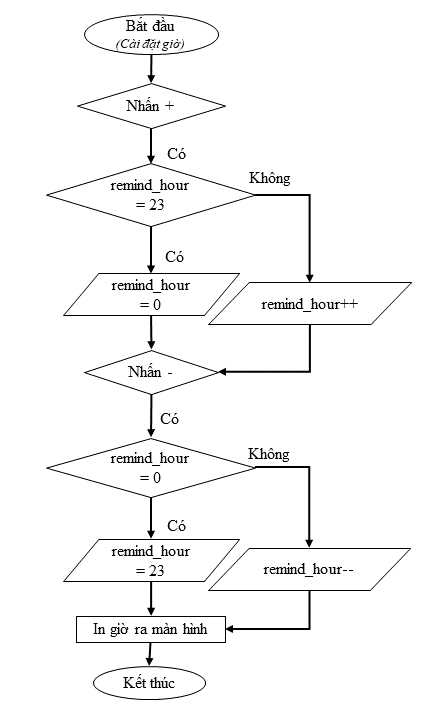 Bắt đầu
(Cài đặt giờ)
Nhấn +
Có
remind_hour
= 23
Không
Có
remind_hour
= 0
remind_hour++
Nhấn -
Có
remind_hour
= 0
Không
Có
remind_hour
= 23
remind_hour--
In giờ ra màn hình
Kết thúc